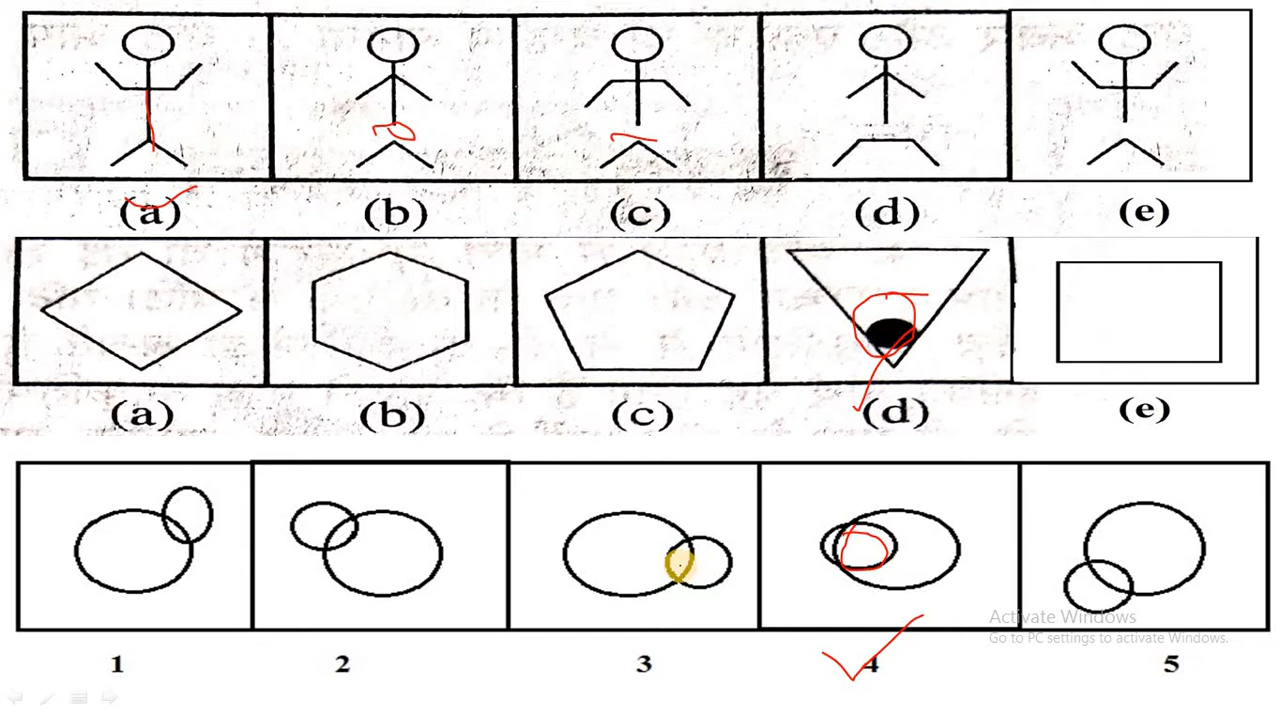 (a) (b) (c) (d) (e)
(a) (b) (c) (d) (e)
Activate Windows
Go to PC settings to activate Windows.
1 2 3 4 5